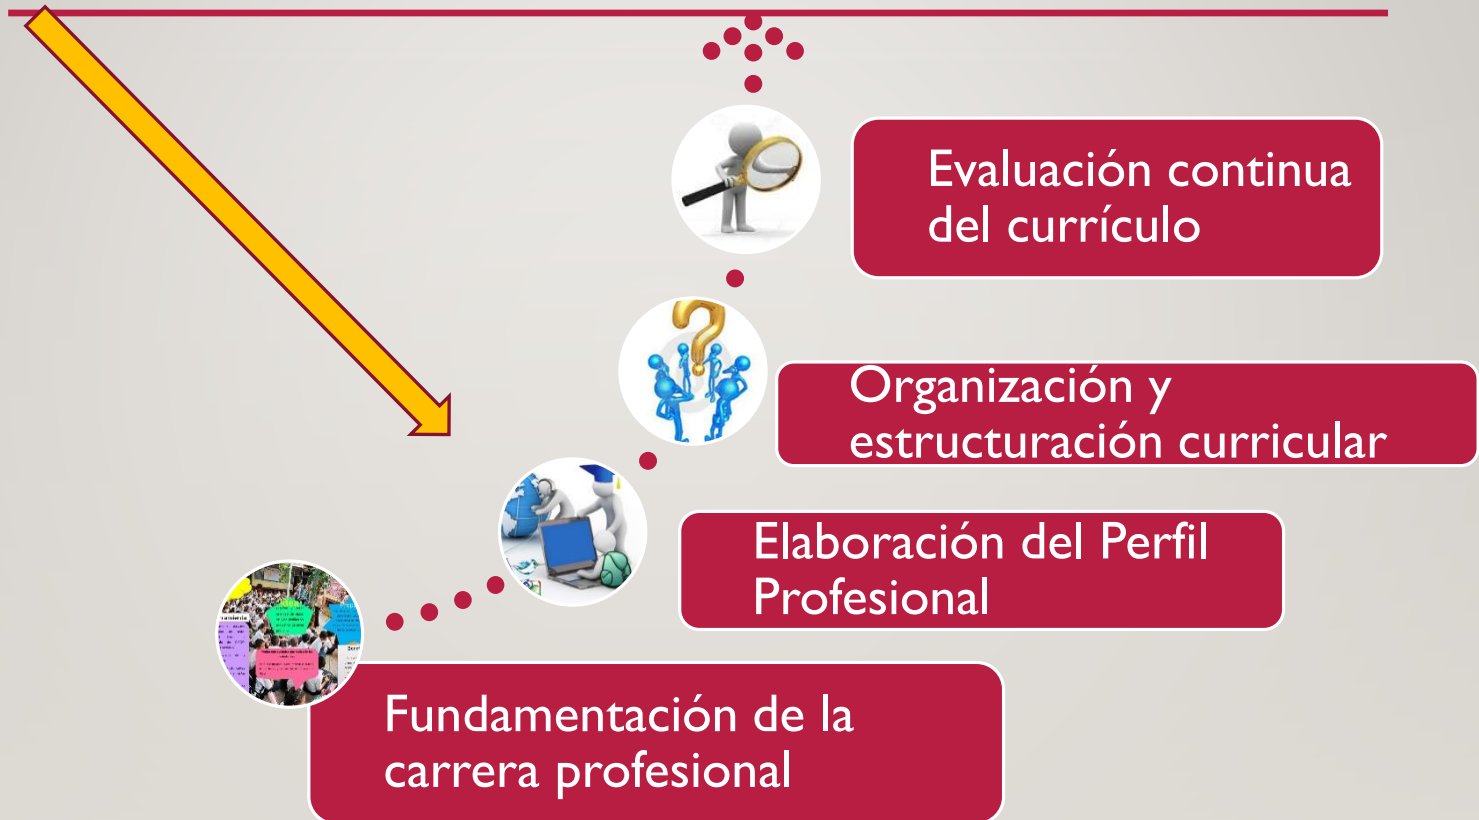 Evaluación continua
del currículo
Organización y
estructuración curricular
Elaboración del Perfil
Profesional
Fundamentación de la
carrera profesional